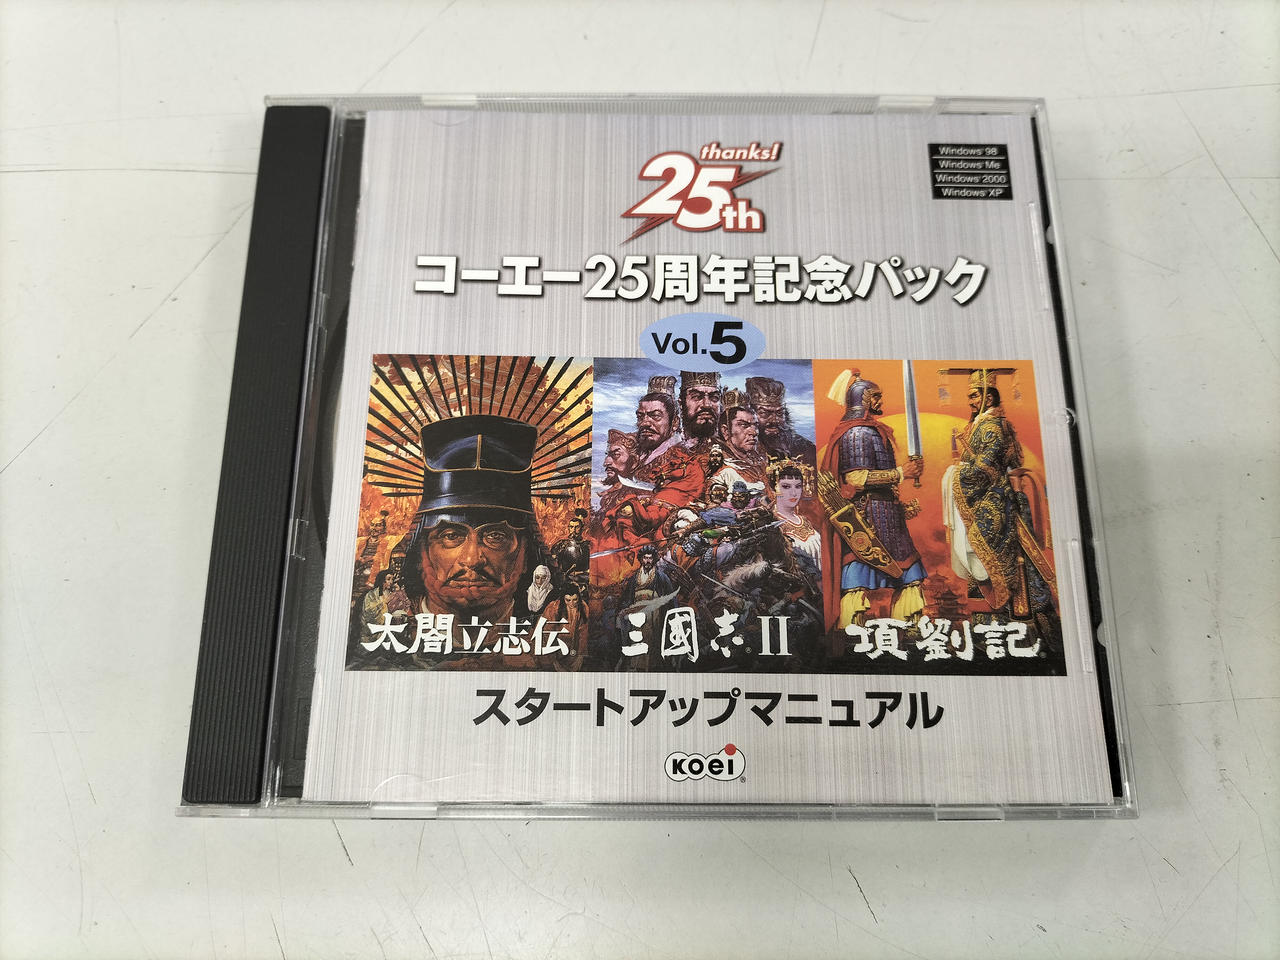 thanks!
25th
Windows®98
Windows®Me
Windows®2000
Windows®XP
コーエー25周年記念パック
Vol.5
太閤立志伝®
三國志®II
項劉記®
スタートアップマニュアル
KOEI®